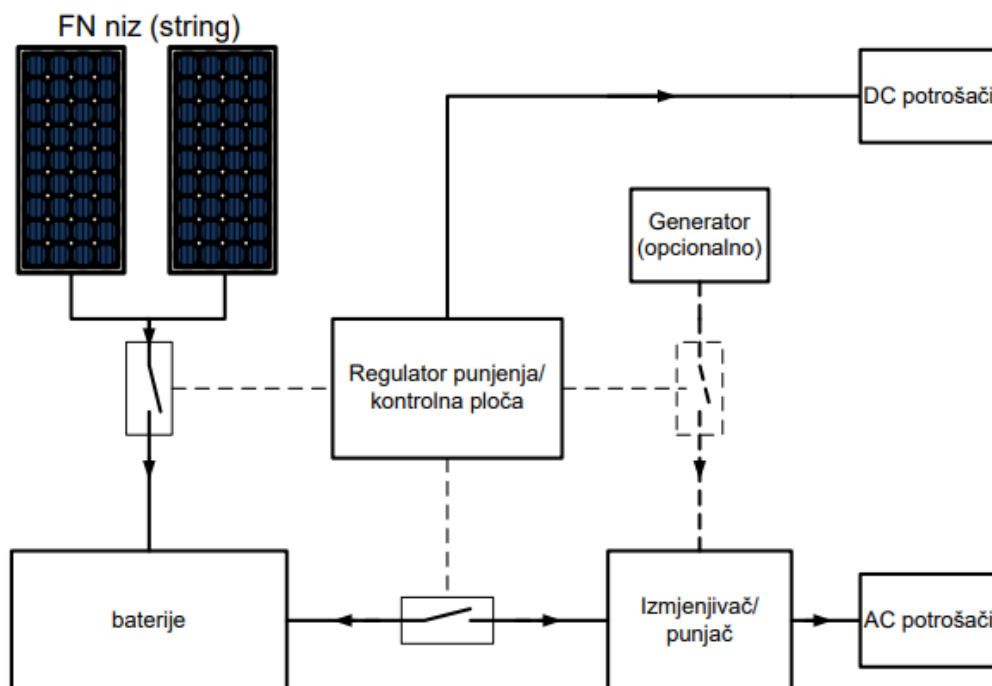 FN niz (string)
DC potrošači
Generator
(opcionalno)
Regulator punjenja/
kontrolna ploča
baterije
Izmjenjivač/
punjač
AC potrošači